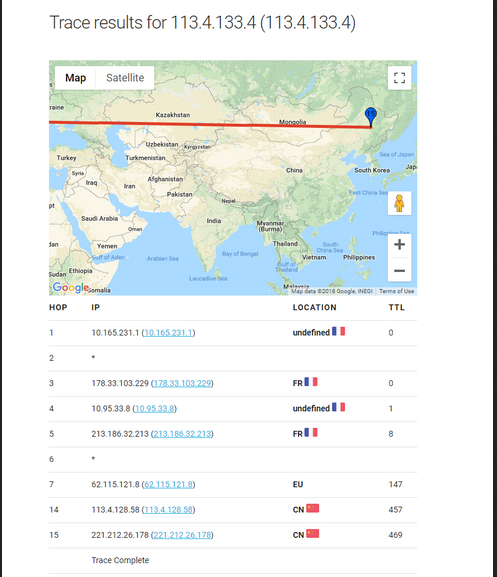 Trace results for 113.4.133.4 (113.4.133.4)
Map Satellite
raine
Kazakhstan
Mongolia
Uzbekistan
Kyrgyzstan
Turkey
Turkmenistan
Sea of Japan
Syria
Afghanistan
China
South Korea
Jap
Iraq
Iran
Pakistan
East China Sea
pt
Nepal
Saudi Arabia
Oman
India
Myanmar
(Burma)
Philippine
dan
Yemen
Thailand
South
China Sea
Gulf of Aden
Arabian Sea
Bay of Bengal
Vietnam
Philippines
Sudan
Ethiopia
Gulf of
Thailand
Laccadive Sea
Somalia
Malaysia
Google
Map data ©2018 Google, INEGI Terms of Use
HOP IP LOCATION TTL
1 10.165.231.1 (10.165.231.1) undefined 0
2 *
3 178.33.103.229 (178.33.103.229) FR 0
4 10.95.33.8 (10.95.33.8) undefined 1
5 213.186.32.213 (213.186.32.213) FR 8
6 *
7 62.115.121.8 (62.115.121.8) EU 147
14 113.4.128.58 (113.4.128.58) CN 457
15 221.212.26.178 (221.212.26.178) CN 469
Trace Complete